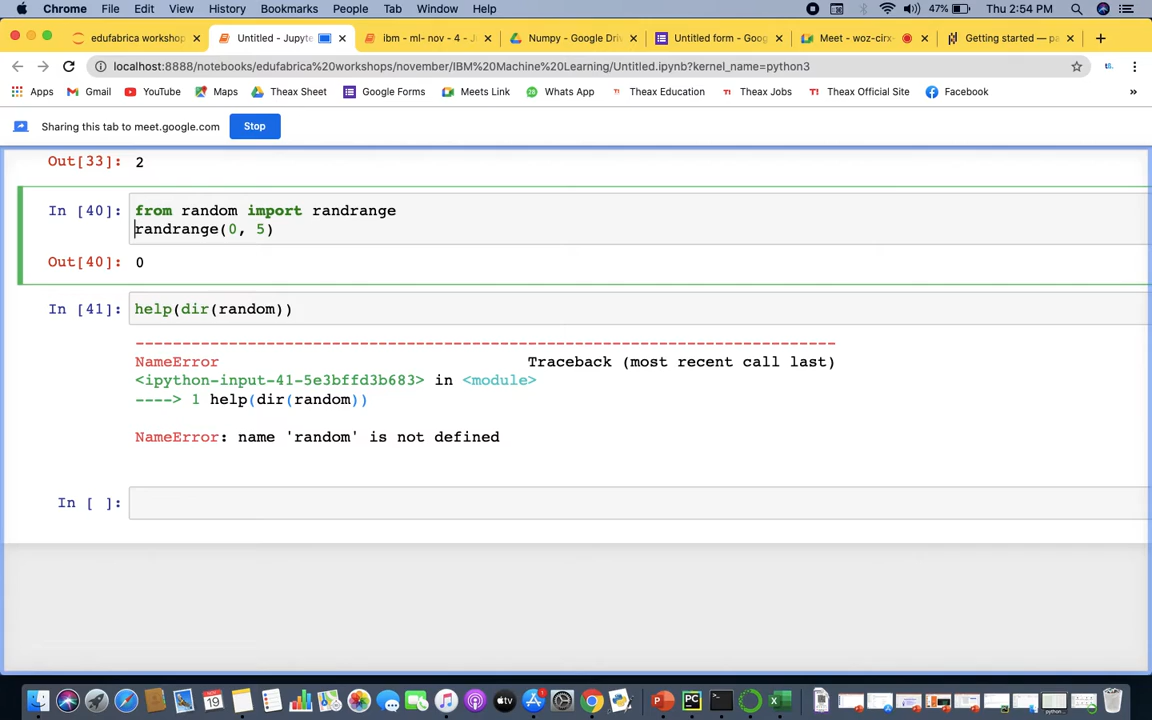 Chrome File Edit View History Bookmarks People Tab Window Help 47% Thu 2:54 PM
edufabrica workshop Untitled - Jupyte ibm - ml- nov - 4 - J Numpy - Google Dri Untitled form - Goog Meet - woz-cirx- Getting started — pa
localhost:8888/notebooks/edufabrica%20workshops/november/IBM%20Machine%20Learning/Untitled.ipynb?kernel_name=python3
Apps Gmail YouTube Maps Theax Sheet Google Forms Meets Link Whats App Theax Education Theax Jobs Theax Official Site Facebook »
Sharing this tab to meet.google.com Stop
Out[33]: 2
In [40]: from random import randrange
randrange(0, 5)
Out[40]: 0
In [41]: help(dir(random))
---------------------------------------------------------------------------
NameError Traceback (most recent call last)
<ipython-input-41-5e3bffd3b683> in <module>
----> 1 help(dir(random))
NameError: name 'random' is not defined
In [ ]: